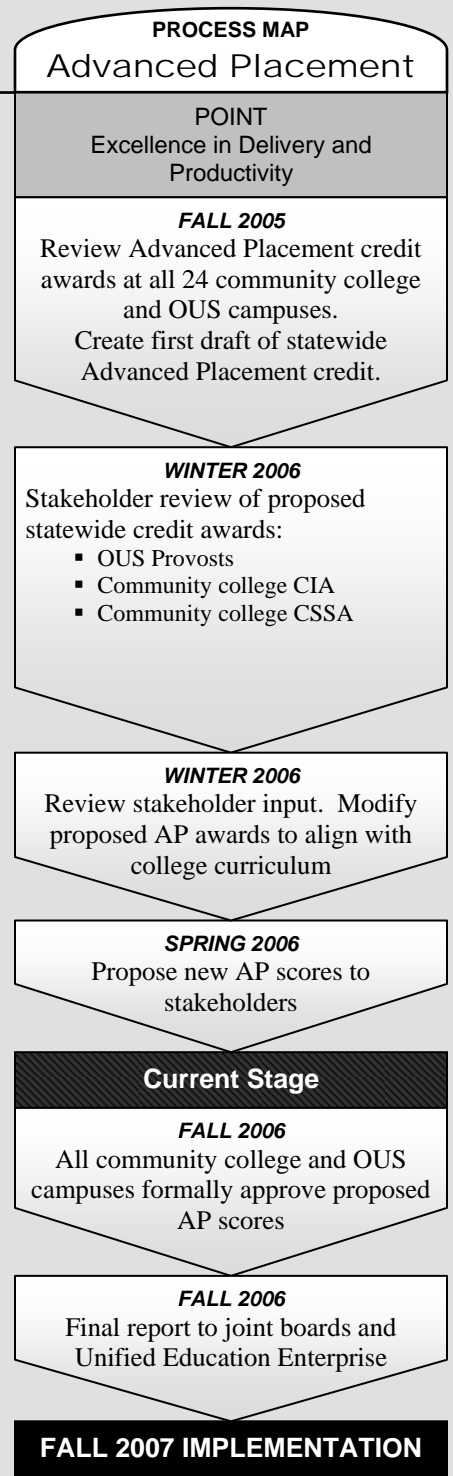 PROCESS MAP
Advanced Placement
POINT
Excellence in Delivery and
Productivity
FALL 2005
Review Advanced Placement credit
awards at all 24 community college
and OUS campuses.
Create first draft of statewide
Advanced Placement credit.
WINTER 2006
Stakeholder review of proposed
statewide credit awards:
▪ OUS Provosts
▪ Community college CIA
▪ Community college CSSA
WINTER 2006
Review stakeholder input.  Modify
proposed AP awards to align with
college curriculum
SPRING 2006
Propose new AP scores to
stakeholders
Current Stage
FALL 2006
All community college and OUS
campuses formally approve proposed
AP scores
FALL 2006
Final report to joint boards and
Unified Education Enterprise
FALL 2007 IMPLEMENTATION